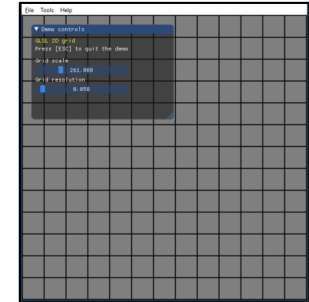 File Tools Help
▼ Demo controls
GLSL 2D grid
Press [ESC] to quit the demo
Grid scale
261.000
Grid resolution
0.050